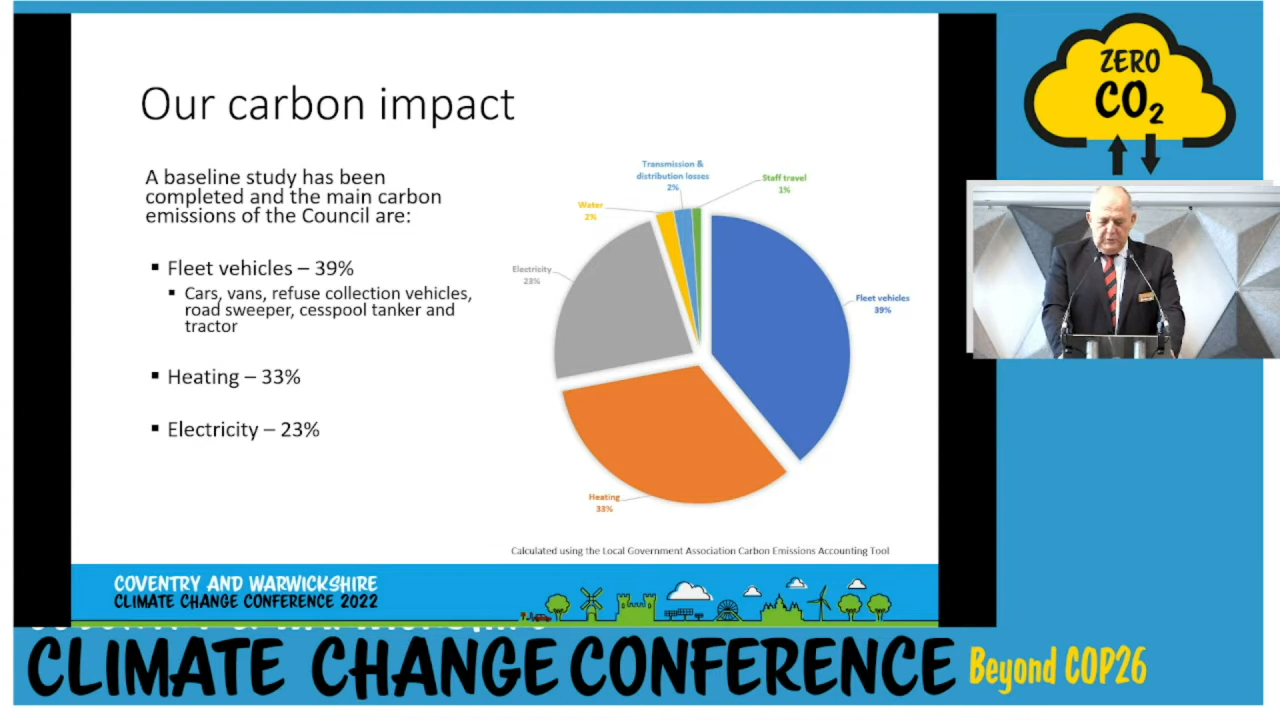 Our carbon impact
A baseline study has been
completed and the main carbon
emissions of the Council are:
▪ Fleet vehicles – 39%
▪ Cars, vans, refuse collection vehicles,
road sweeper, cesspool tanker and
tractor
▪ Heating – 33%
▪ Electricity – 23%
Transmission &
distribution losses
2%
Staff travel
1%
Water
2%
Electricity
23%
Fleet vehicles
39%
Heating
33%
Calculated using the Local Government Association Carbon Emissions Accounting Tool
COVENTRY AND WARWICKSHIRE
CLIMATE CHANGE CONFERENCE 2022
ZERO
CO₂
CLIMATE CHANGE CONFERENCE Beyond COP26